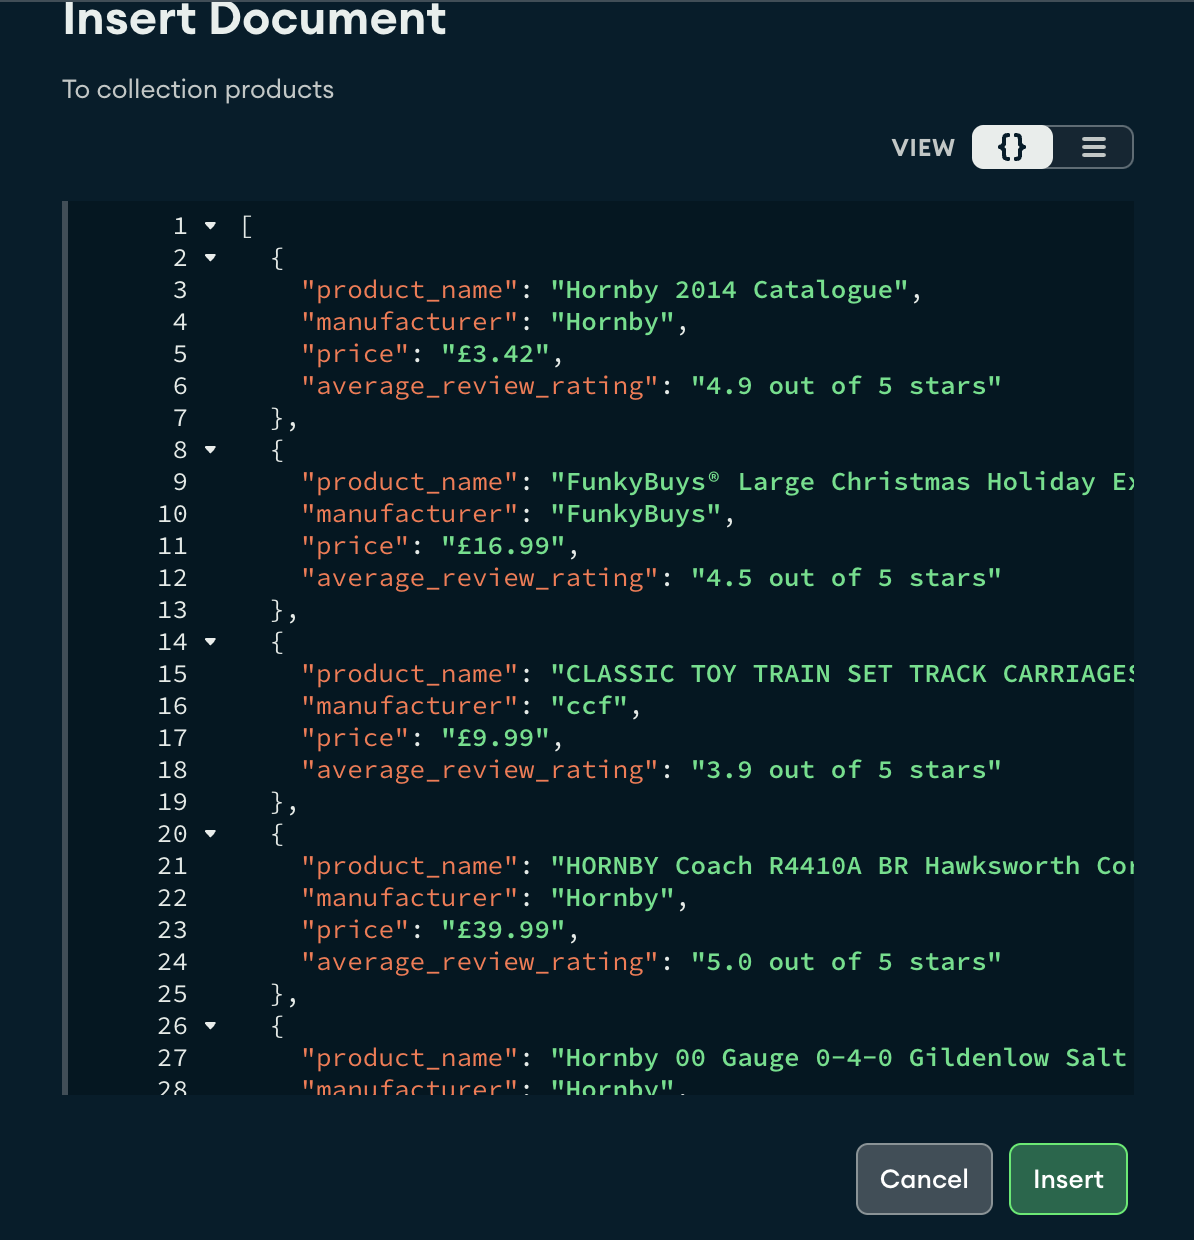 Insert Document
To collection products
VIEW {} ☰
1 [
2 {
3 "product_name": "Hornby 2014 Catalogue",
4 "manufacturer": "Hornby",
5 "price": "£3.42",
6 "average_review_rating": "4.9 out of 5 stars"
7 },
8 {
9 "product_name": "FunkyBuys® Large Christmas Holiday Ex
10 "manufacturer": "FunkyBuys",
11 "price": "£16.99",
12 "average_review_rating": "4.5 out of 5 stars"
13 },
14 {
15 "product_name": "CLASSIC TOY TRAIN SET TRACK CARRIAGES
16 "manufacturer": "ccf",
17 "price": "£9.99",
18 "average_review_rating": "3.9 out of 5 stars"
19 },
20 {
21 "product_name": "HORNBY Coach R4410A BR Hawksworth Cor
22 "manufacturer": "Hornby",
23 "price": "£39.99",
24 "average_review_rating": "5.0 out of 5 stars"
25 },
26 {
27 "product_name": "Hornby 00 Gauge 0-4-0 Gildenlow Salt
28 "manufacturer": "Hornby",
Cancel Insert